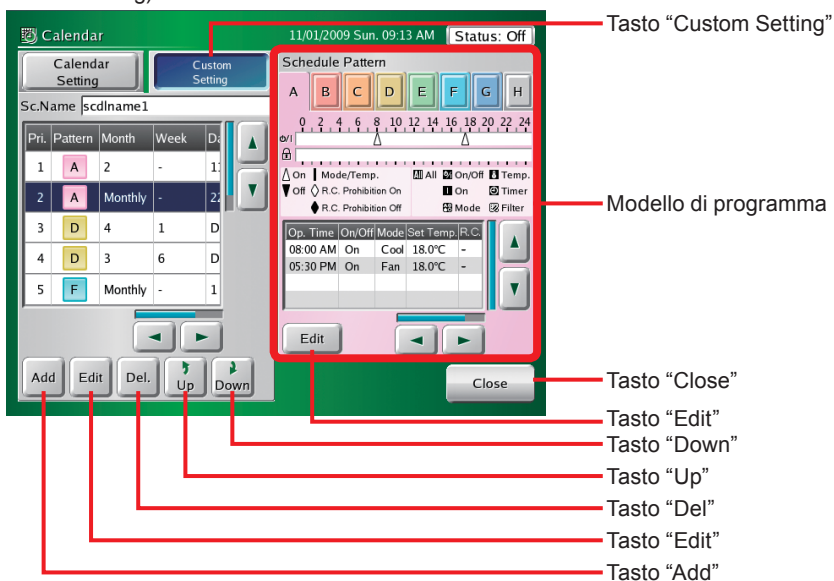 Calendar 11/01/2009 Sun. 09:13 AM Status: Off
Tasto “Custom Setting”
Calendar Setting
Custom Setting
Sc.Name scdlname1
Pri. Pattern Month Week Da
1 A 2 - 11
2 A Monthly - 22
3 D 4 1 D
4 D 3 6 D
5 F Monthly - 1
Add Edit Del. Up Down
Schedule Pattern
A B C D E F G H
0 2 4 6 8 10 12 14 16 18 20 22 24
On Mode/Temp. All On/Off Temp.
Off R.C. Prohibition On On Timer
R.C. Prohibition Off Mode Filter
Op. Time On/Off Mode Set Temp. R.C.
08:00 AM On Cool 18.0°C -
05:30 PM On Fan 18.0°C -
Edit
Close
Modello di programma
Tasto “Close”
Tasto “Edit”
Tasto “Down”
Tasto “Up”
Tasto “Del”
Tasto “Edit”
Tasto “Add”